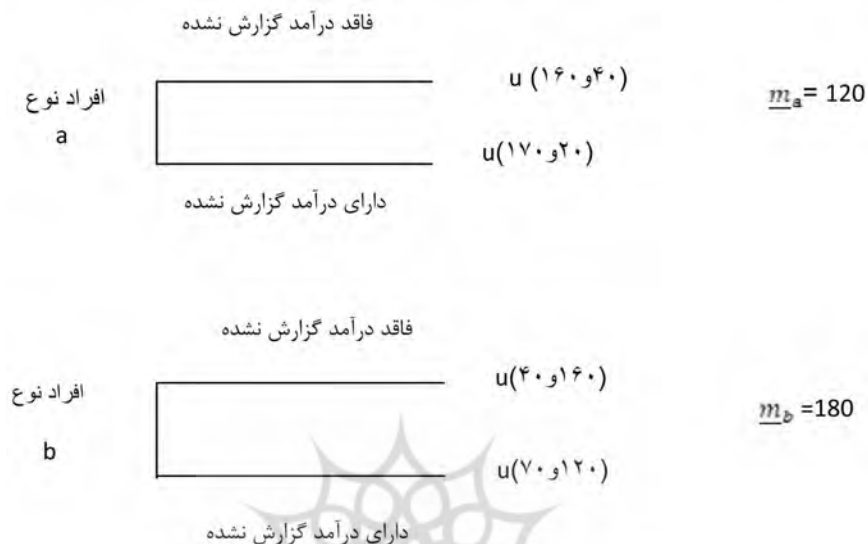 فاقد درآمد گزارش نشده
u (۱۶۰و۴۰)
افراد نوع
a
m_a= 120
u(۱۷۰و۲۰)
دارای درآمد گزارش نشده
فاقد درآمد گزارش نشده
u(۴۰و۱۶۰)
افراد نوع
b
m_b =180
u(۷۰و۱۲۰)
دارای درآمد گزارش نشده